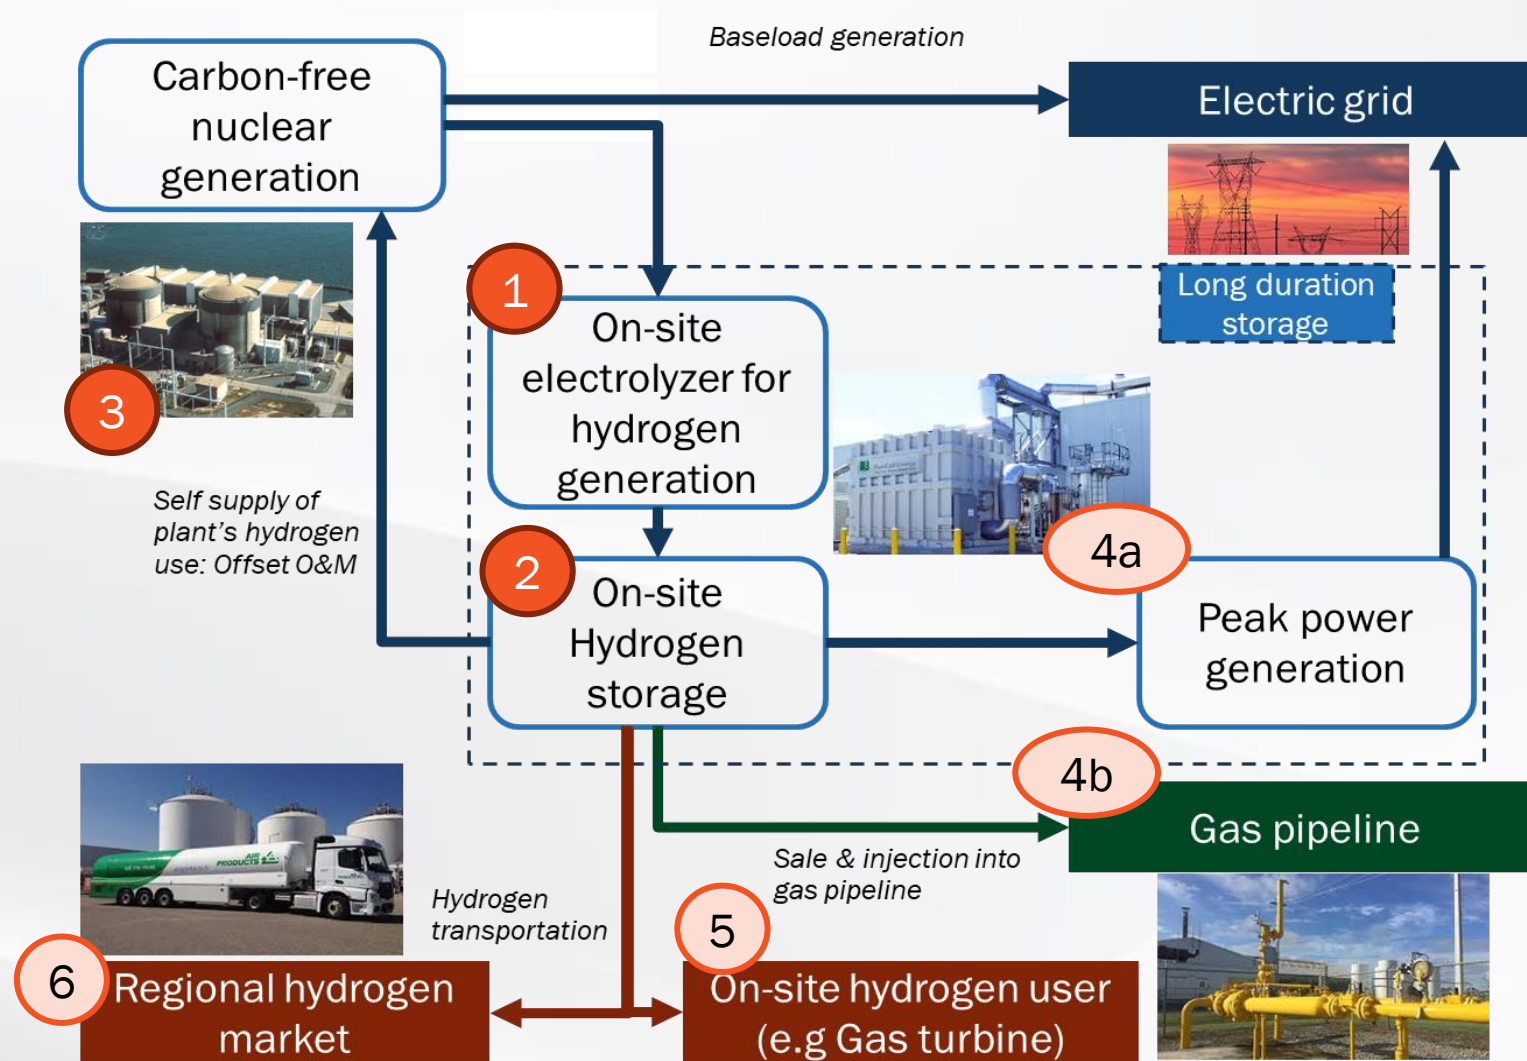 Baseload generation
Carbon-free
nuclear
generation
Electric grid
1
Long duration
storage
On-site
electrolyzer for
hydrogen
generation
3
Self supply of
plant's hydrogen
use: Offset O&M
4a
2
On-site
Hydrogen
storage
Peak power
generation
4b
Gas pipeline
Sale & injection into
gas pipeline
AIR
PRODUCTS
Hydrogen
transportation
5
6
Regional hydrogen
market
On-site hydrogen user
(e.g Gas turbine)